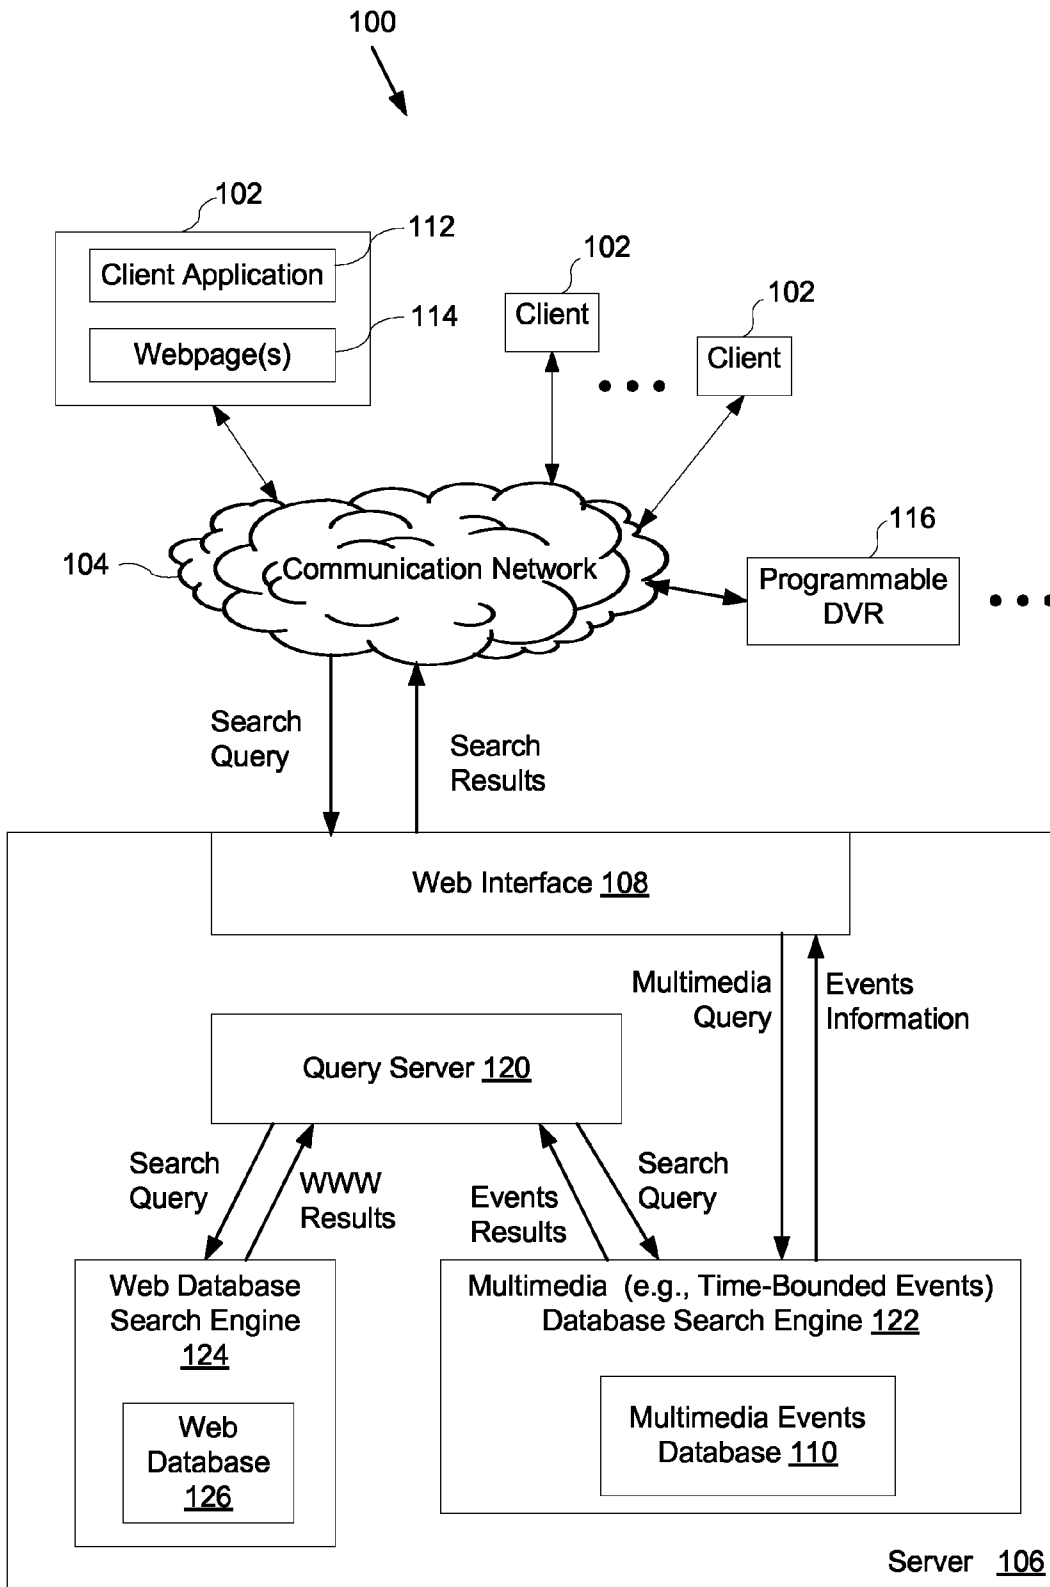 100
102
112
Client Application
114
Webpage(s)
102
Client
102
Client
104
Communication Network
116
Programmable
DVR
Search
Query
Search
Results
Web Interface 108
Multimedia
Query
Events
Information
Query Server 120
Search
Query
WWW
Results
Events
Results
Search
Query
Web Database
Search Engine
124
Web
Database
126
Multimedia (e.g., Time-Bounded Events)
Database Search Engine 122
Multimedia Events
Database 110
Server 106